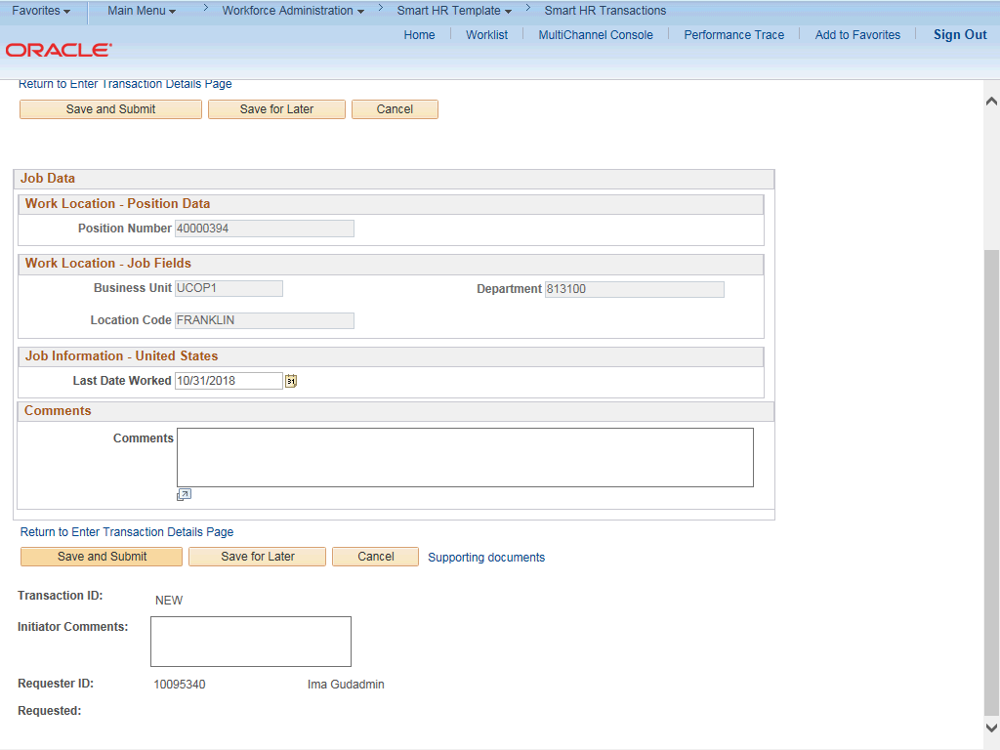 Favorites Main Menu > Workforce Administration > Smart HR Template > Smart HR Transactions
Home Worklist MultiChannel Console Performance Trace Add to Favorites Sign Out
ORACLE
Return to Enter Transaction Details Page
Save and Submit Save for Later Cancel
Job Data
Work Location - Position Data
Position Number 40000394
Work Location - Job Fields
Business Unit UCOP1 Department 813100
Location Code FRANKLIN
Job Information - United States
Last Date Worked 10/31/2018 31
Comments
Comments
Return to Enter Transaction Details Page
Save and Submit Save for Later Cancel Supporting documents
Transaction ID: NEW
Initiator Comments:
Requester ID: 10095340 Ima Gudadmin
Requested: